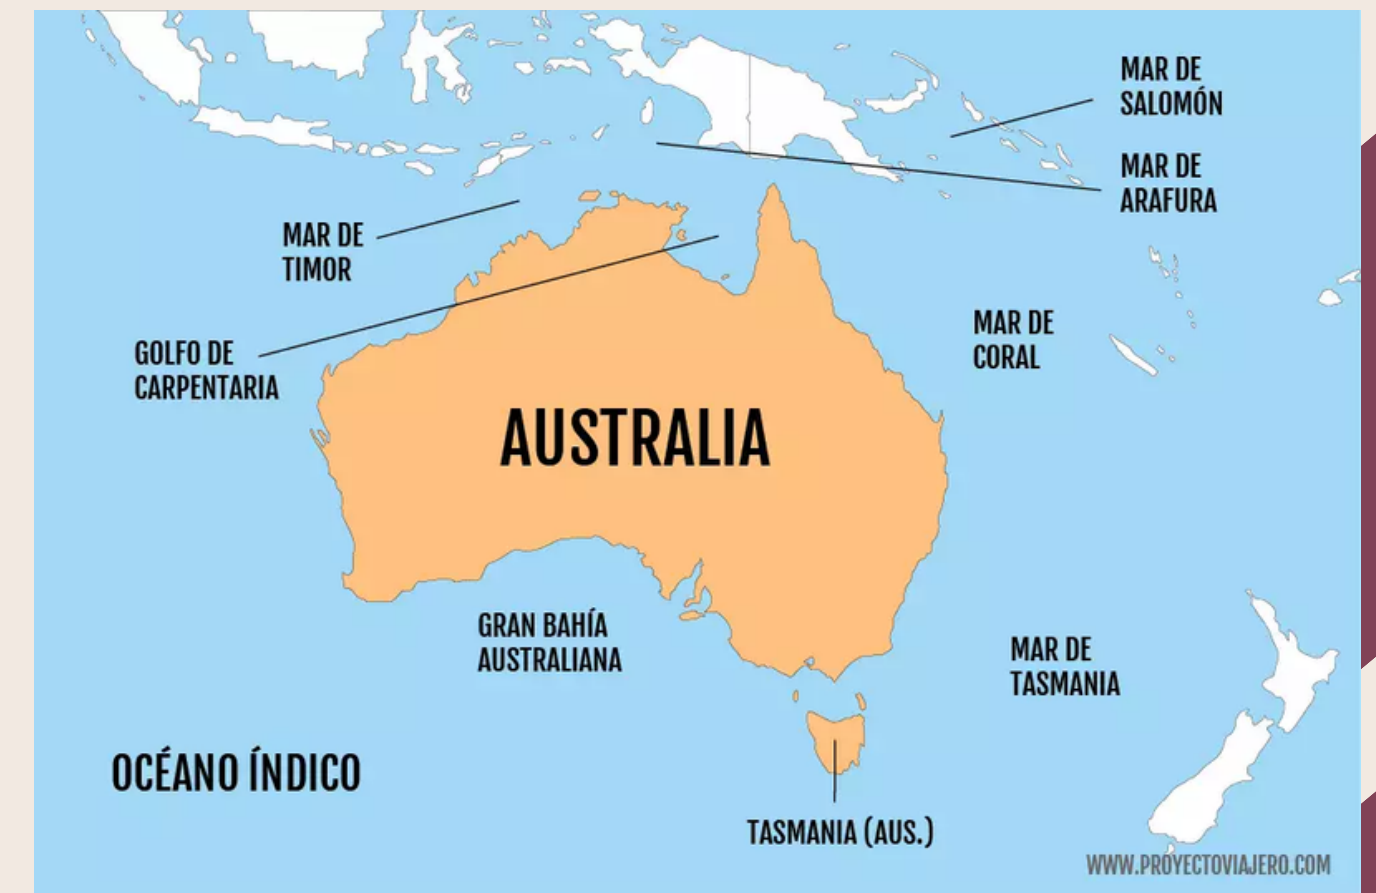 MAR DE
SALOMÓN
MAR DE
ARAFURA
MAR DE
TIMOR
GOLFO DE
CARPENTARIA
MAR DE
CORAL
AUSTRALIA
GRAN BAHÍA
AUSTRALIANA
MAR DE
TASMANIA
OCÉANO ÍNDICO
TASMANIA (AUS.)
WWW.PROYECTOVIAJERO.COM